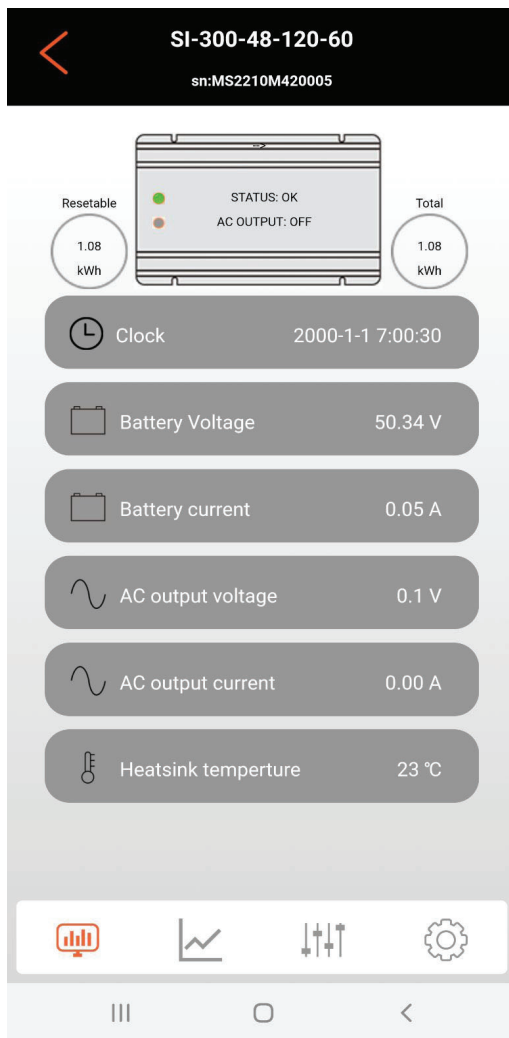 SI-300-48-120-60
sn:MS2210M420005
-->
STATUS: OK
AC OUTPUT: OFF
Resetable
1.08
kWh
Total
1.08
kWh
Clock 2000-1-1 7:00:30
Battery Voltage 50.34 V
Battery current 0.05 A
AC output voltage 0.1 V
AC output current 0.00 A
Heatsink temperture 23 ℃